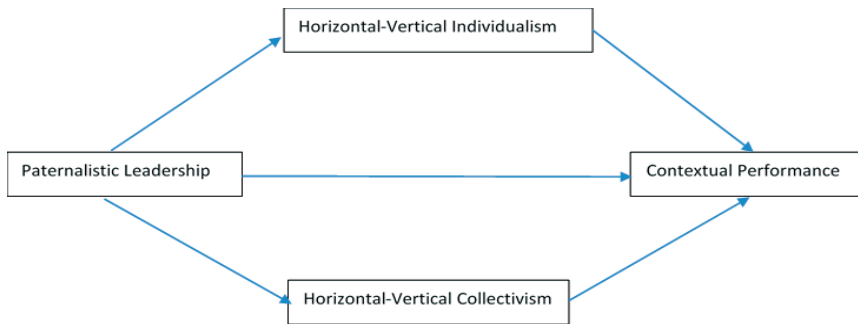 Horizontal-Vertical Individualism
Paternalistic Leadership
Contextual Performance
Horizontal-Vertical Collectivism